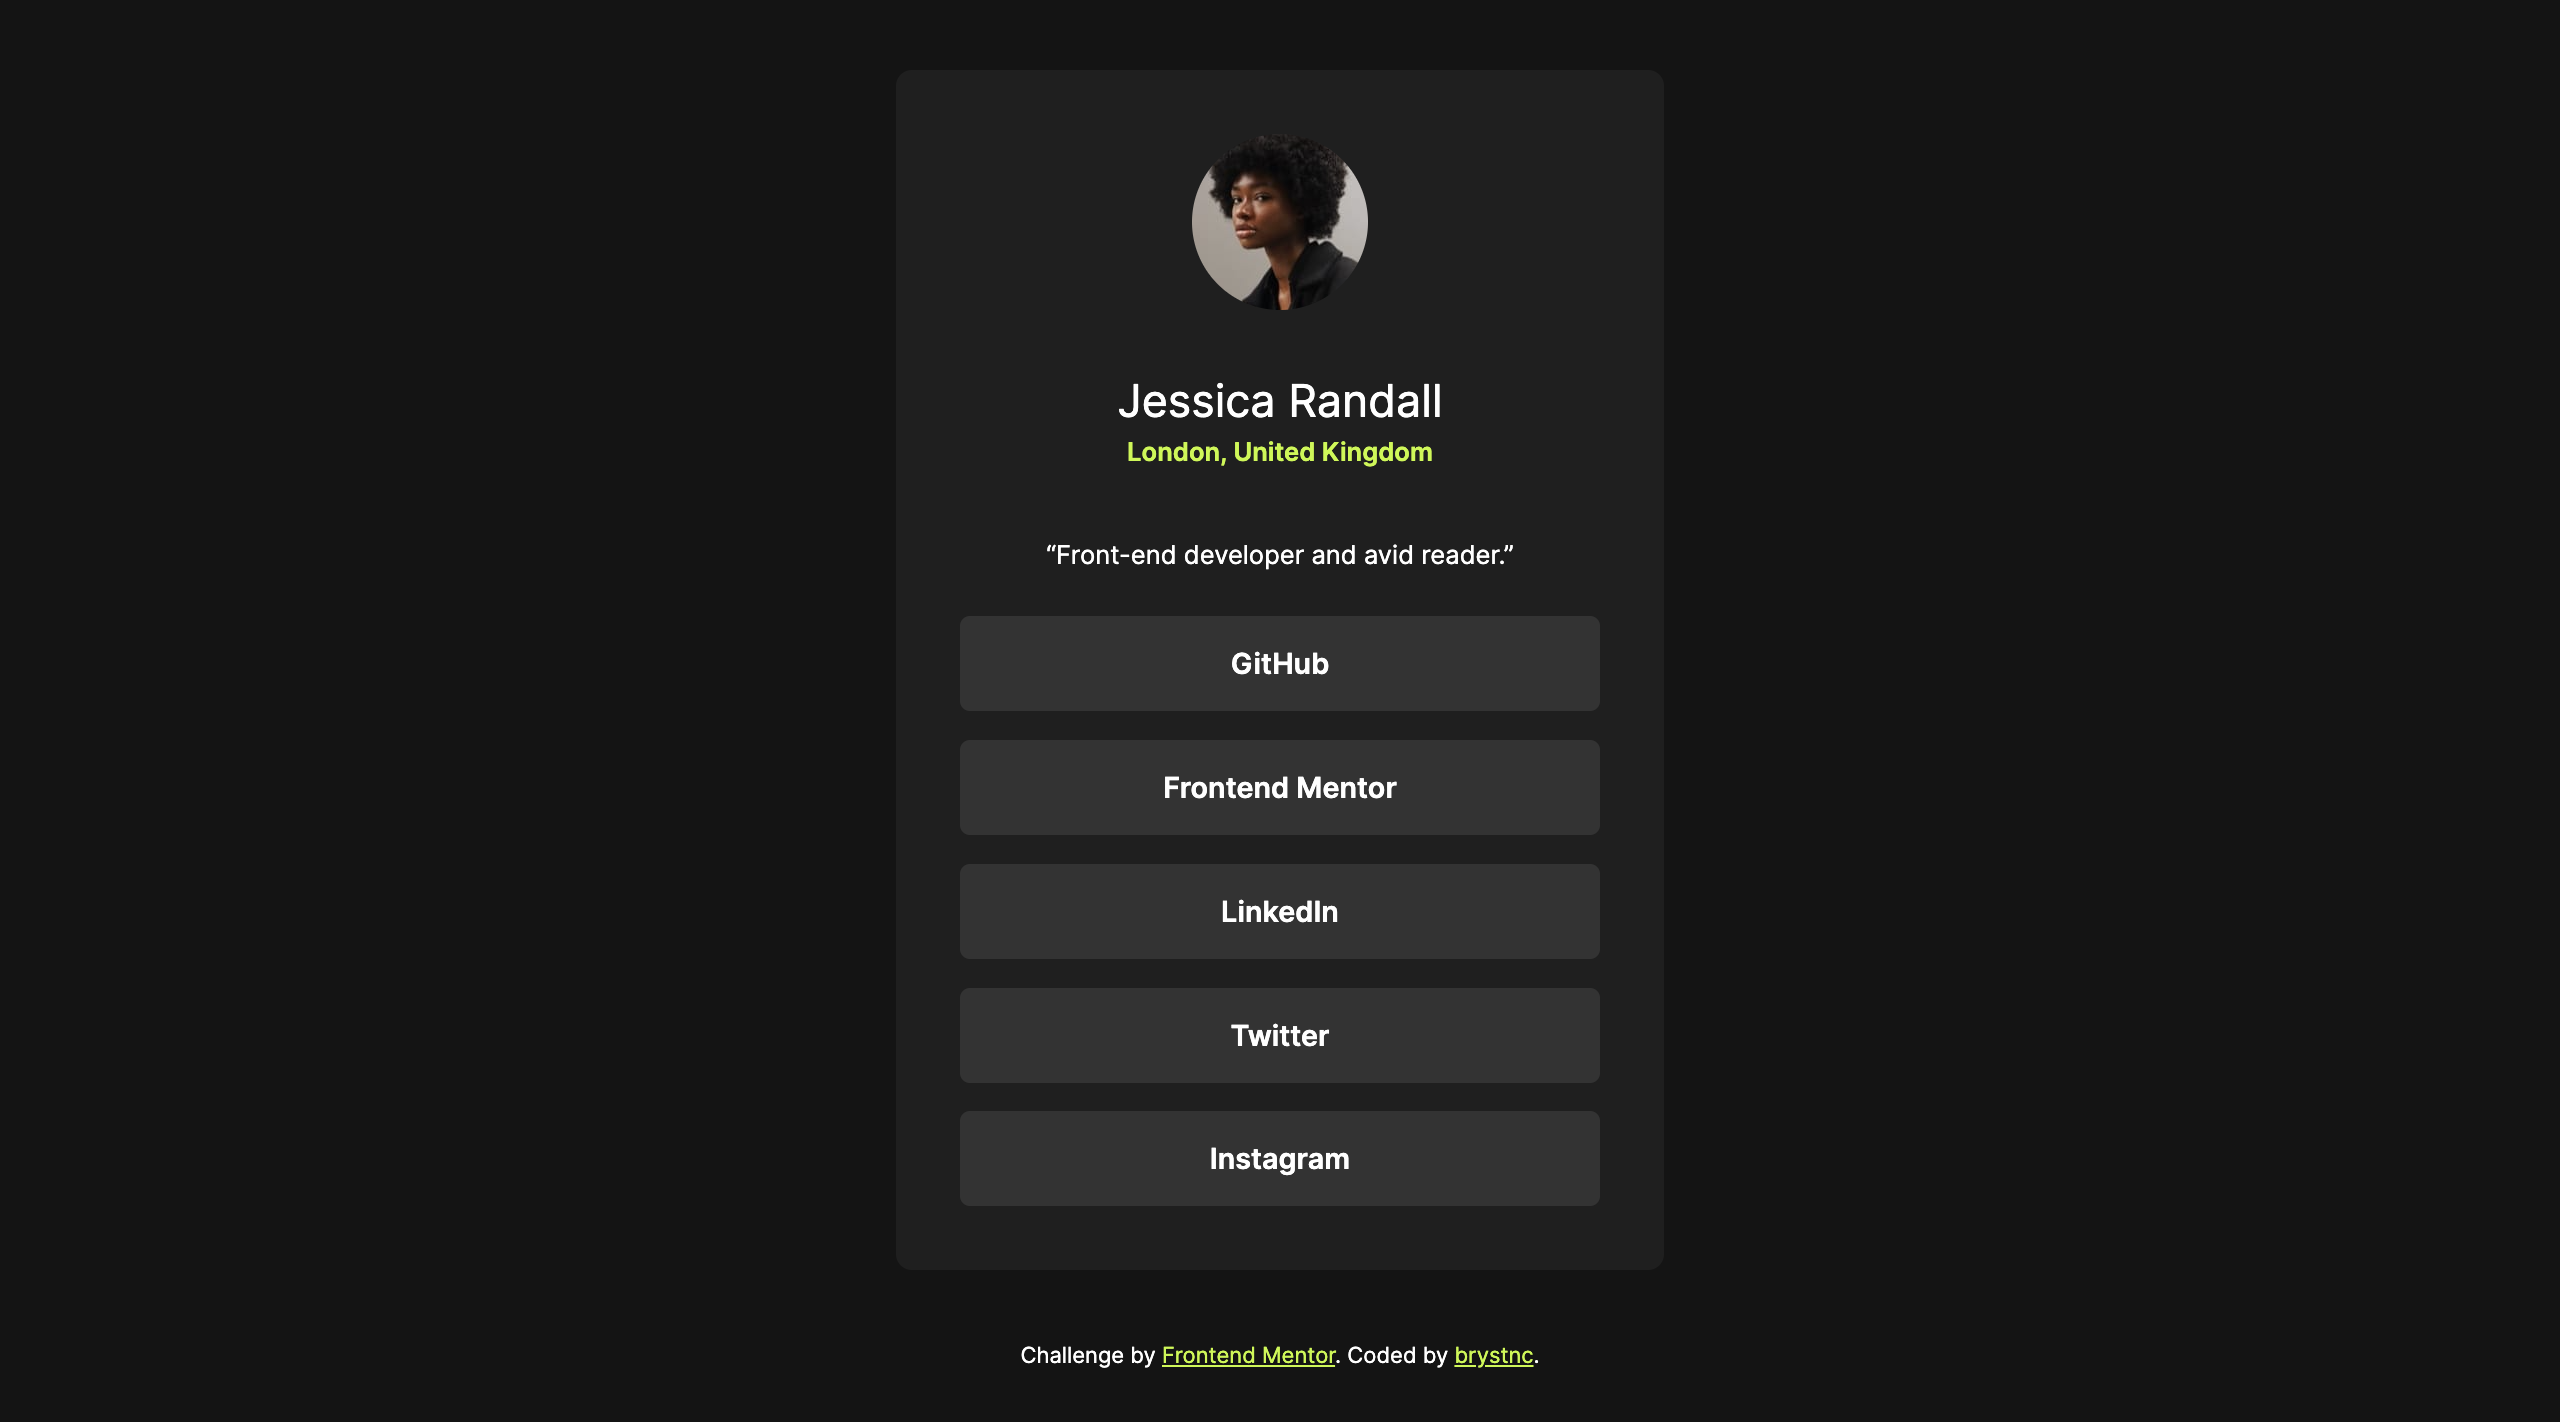 Jessica Randall
London, United Kingdom
“Front-end developer and avid reader.”
GitHub
Frontend Mentor
LinkedIn
Twitter
Instagram
Challenge by Frontend Mentor. Coded by brystnc.